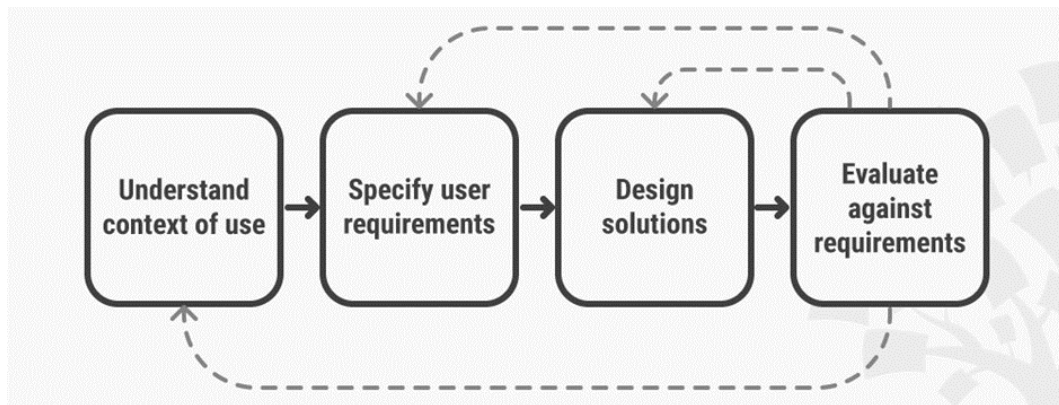 Understand
context of use
Specify user
requirements
Design
solutions
Evaluate
against
requirements